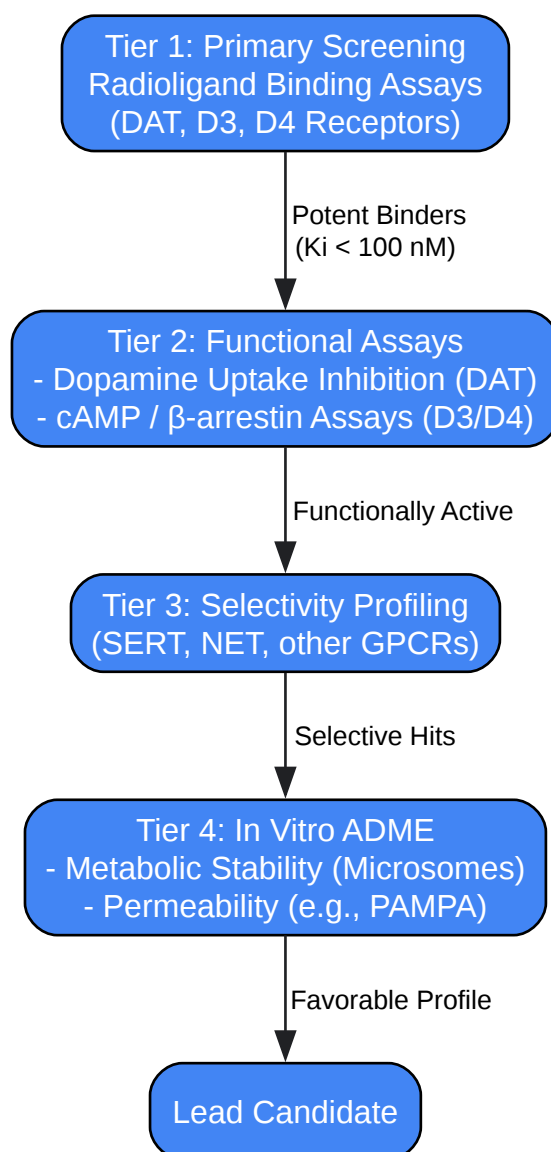 Tier 1: Primary Screening
Radioligand Binding Assays
(DAT, D3, D4 Receptors)
Potent Binders
(Ki < 100 nM)
Tier 2: Functional Assays
- Dopamine Uptake Inhibition (DAT)
- cAMP / β-arrestin Assays (D3/D4)
Functionally Active
Tier 3: Selectivity Profiling
(SERT, NET, other GPCRs)
Selective Hits
Tier 4: In Vitro ADME
- Metabolic Stability (Microsomes)
- Permeability (e.g., PAMPA)
Favorable Profile
Lead Candidate